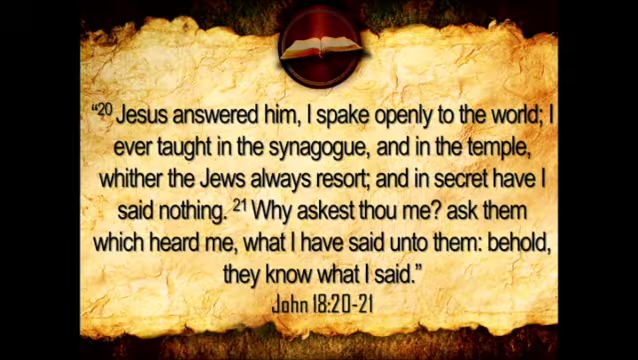 “20 Jesus answered him, I spake openly to the world; I
ever taught in the synagogue, and in the temple,
whither the Jews always resort; and in secret have I
said nothing. 21 Why askest thou me? ask them
which heard me, what I have said unto them: behold,
they know what I said.”
John 18:20-21